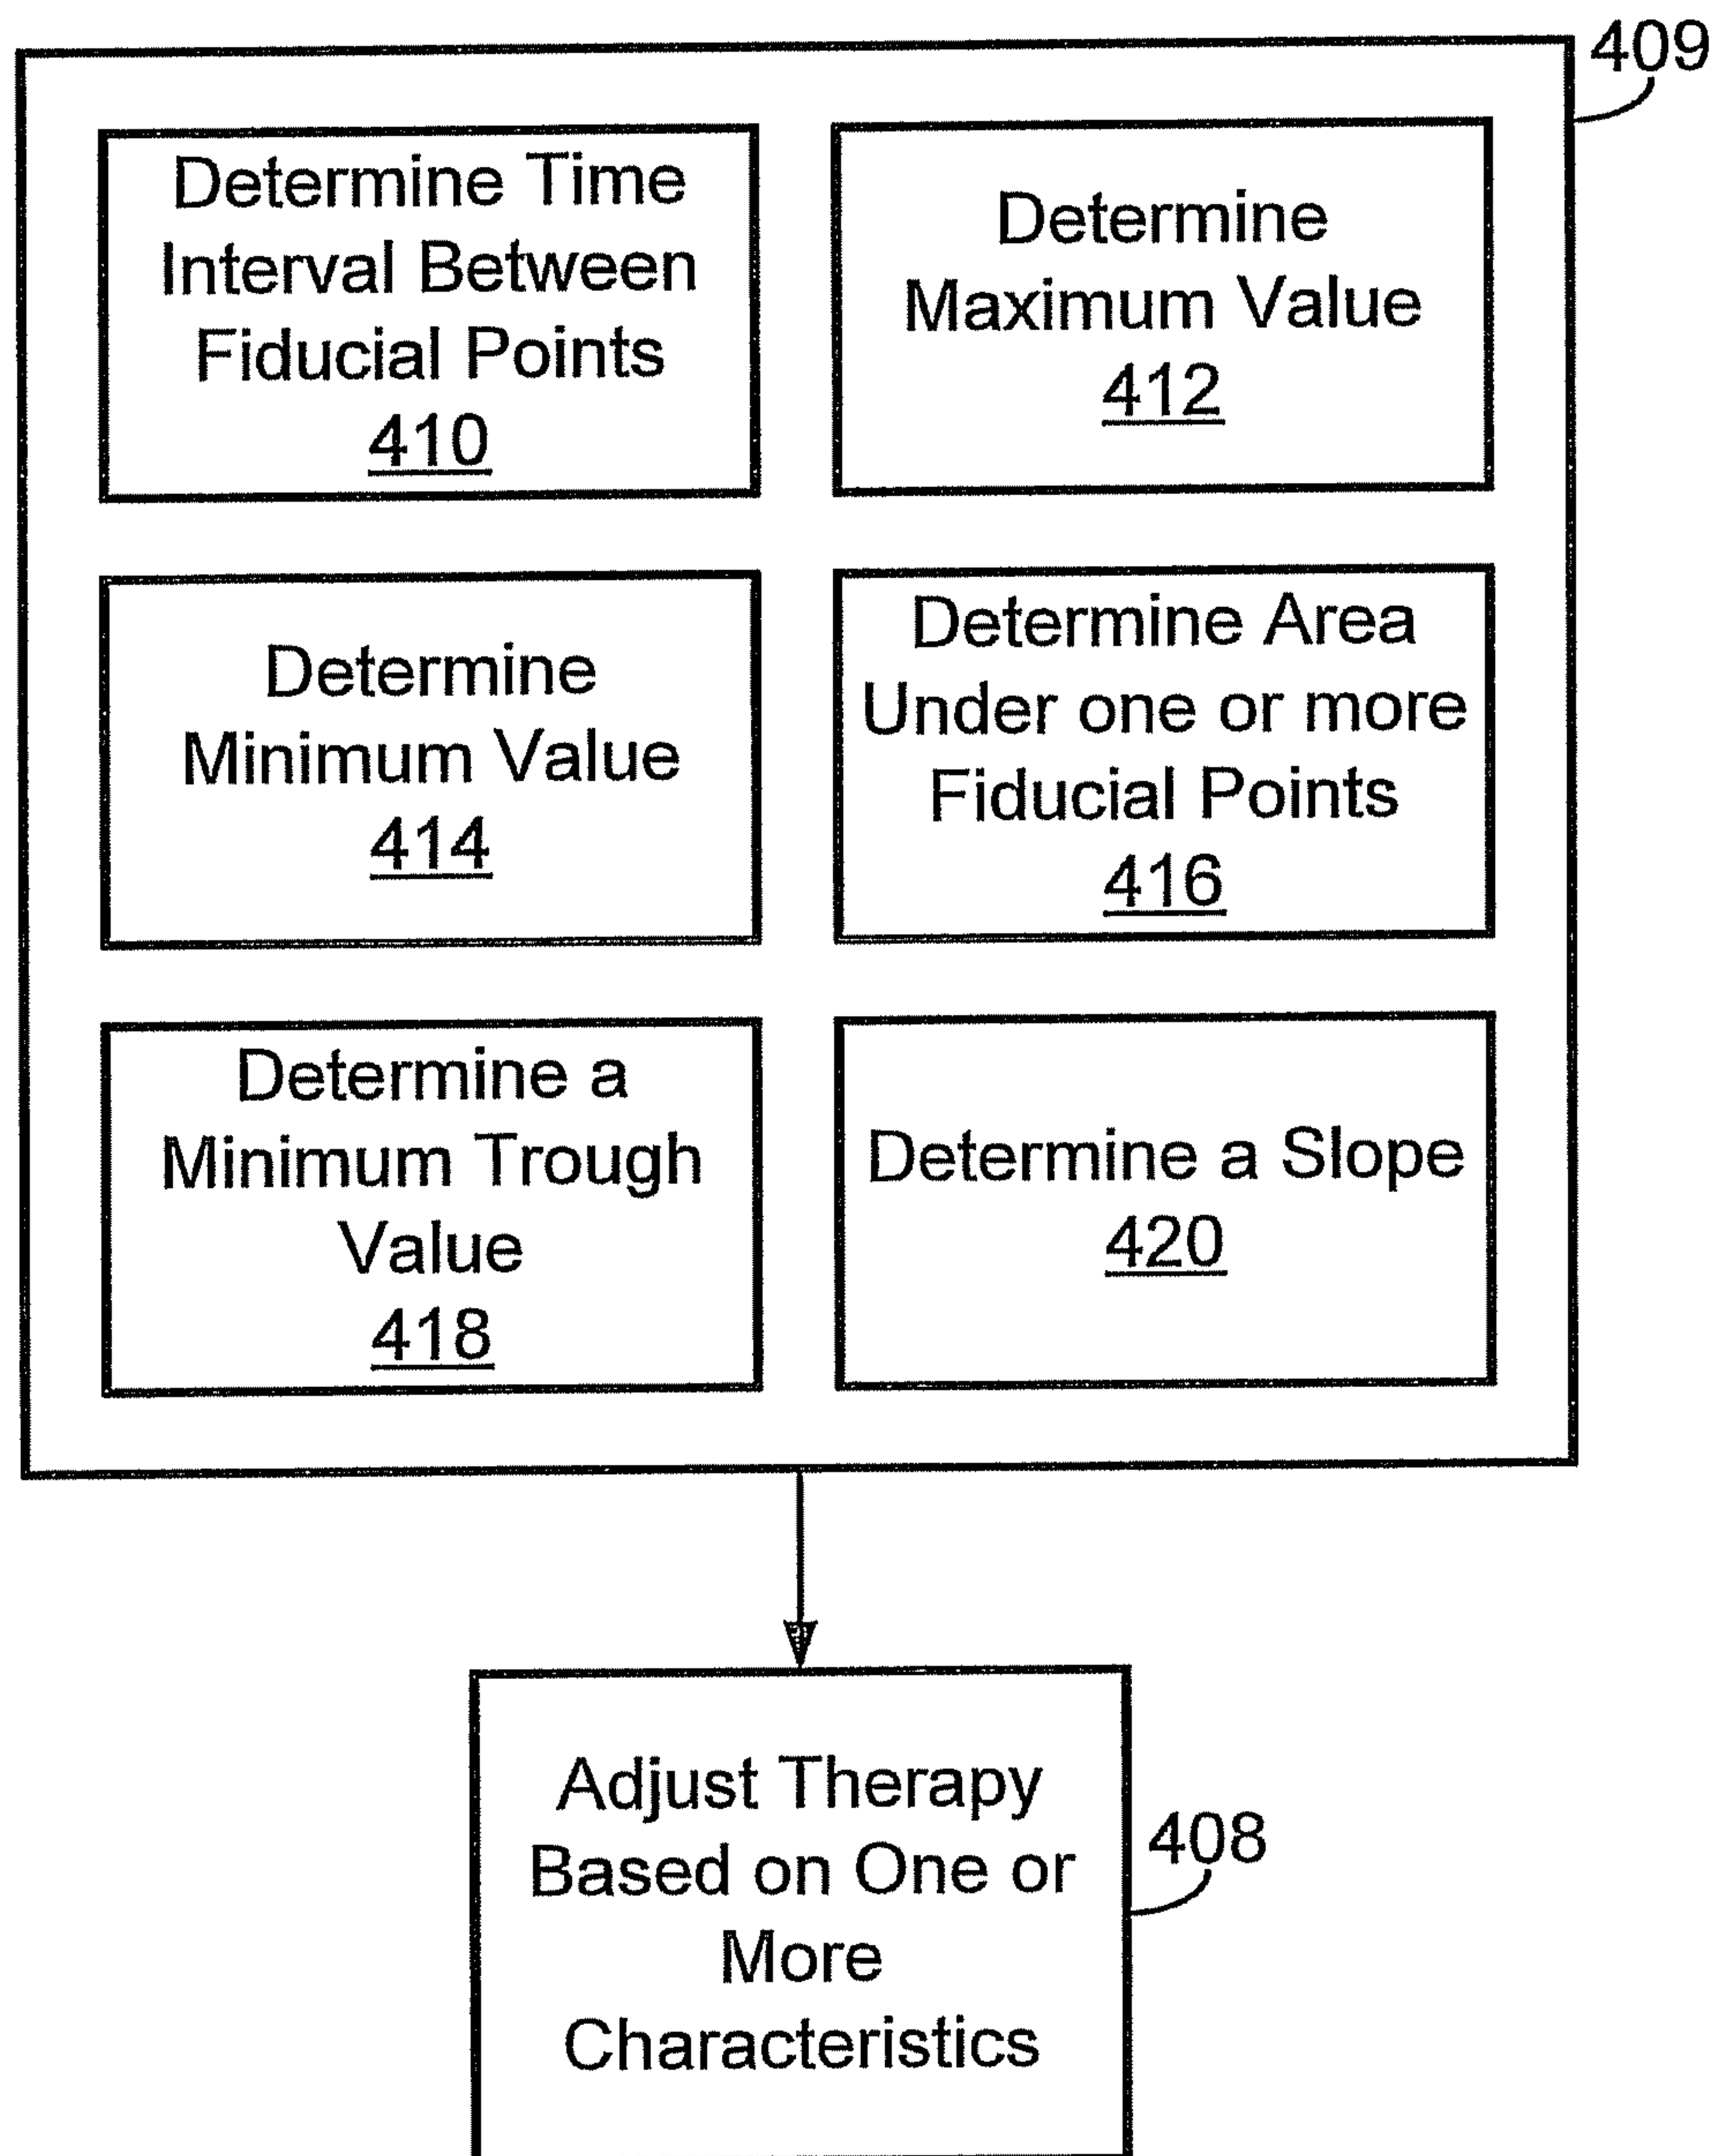 409
Determine Time
Interval Between
Fiducial Points
410
Determine
Maximum Value
412
Determine
Minimum Value
414
Determine Area
Under one or more
Fiducial Points
416
Determine a
Minimum Trough
Value
418
Determine a Slope
420
Adjust Therapy
Based on One or
More
Characteristics
408